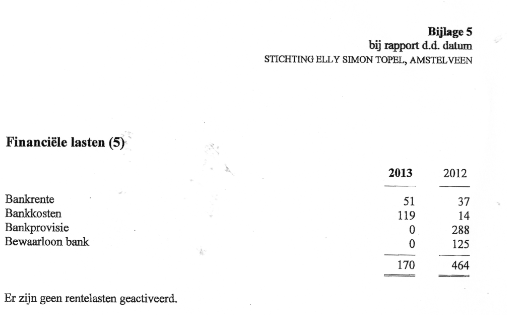 Bijlage 5
bij rapport d.d. datum
STICHTING ELLY SIMON TOPEL, AMSTELVEEN
Financiële lasten (5)
2013 2012
Bankrente 51 37
Bankkosten 119 14
Bankprovisie 0 288
Bewaarloon bank 0 125
170 464
Er zijn geen rentelasten geactiveerd.